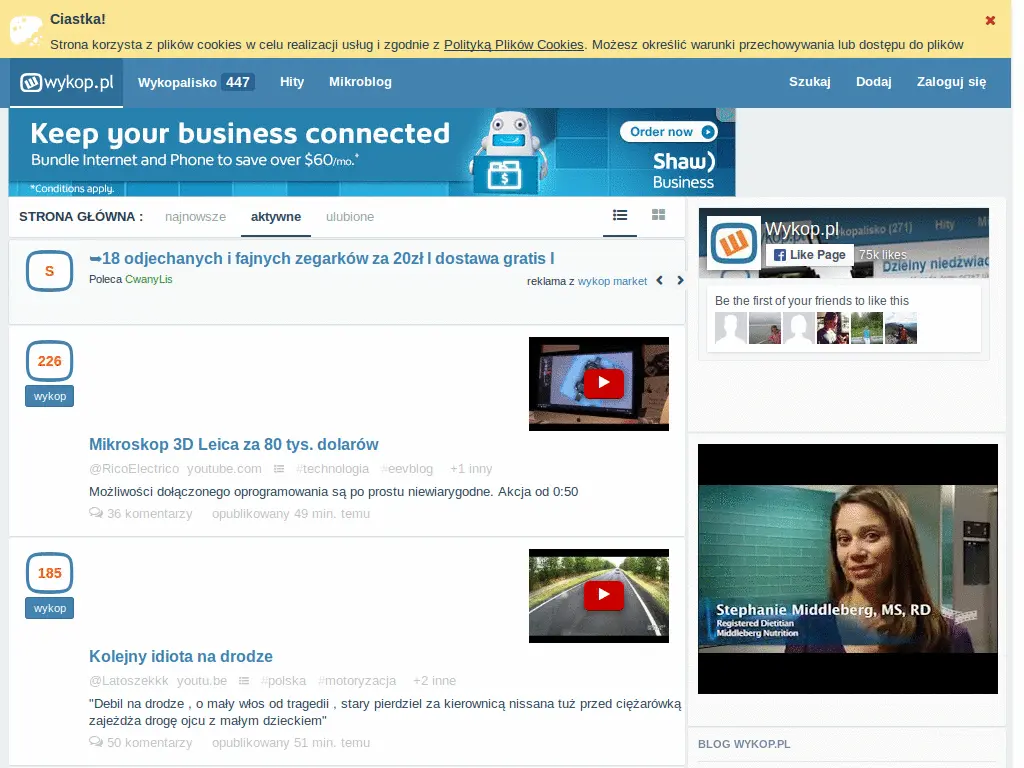 Ciastka!
Strona korzysta z plików cookies w celu realizacji usług i zgodnie z Polityką Plików Cookies. Możesz określić warunki przechowywania lub dostępu do plików
wykop.pl Wykopalisko 447 Hity Mikroblog Szukaj Dodaj Zaloguj się
Keep your business connected
Bundle Internet and Phone to save over $60/mo.*
*Conditions apply.
$
Order now
Shaw)
Business
STRONA GŁÓWNA : najnowsze aktywne ulubione
S
➥18 odjechanych i fajnych zegarków za 20zł l dostawa gratis l
Poleca CwanyLis
reklama z wykop market
226
wykop
Mikroskop 3D Leica za 80 tys. dolarów
@RicoElectrico youtube.com #technologia #eevblog +1 inny
Możliwości dołączonego oprogramowania są po prostu niewiarygodne. Akcja od 0:50
36 komentarzy opublikowany 49 min. temu
185
wykop
Kolejny idiota na drodze
@Latoszekkk youtu.be #polska #motoryzacja +2 inne
"Debil na drodze , o mały włos od tragedii , stary pierdziel za kierownicą nissana tuż przed ciężarówką
zajeżdża drogę ojcu z małym dzieckiem"
50 komentarzy opublikowany 51 min. temu
Wykop.pl
kopalisko (271) Hity
Like Page 75k likes
Dzielny niedźwia
Be the first of your friends to like this
Stephanie Middleberg, MS, RD
Registered Dietitian
Middleberg Nutrition
BLOG WYKOP.PL